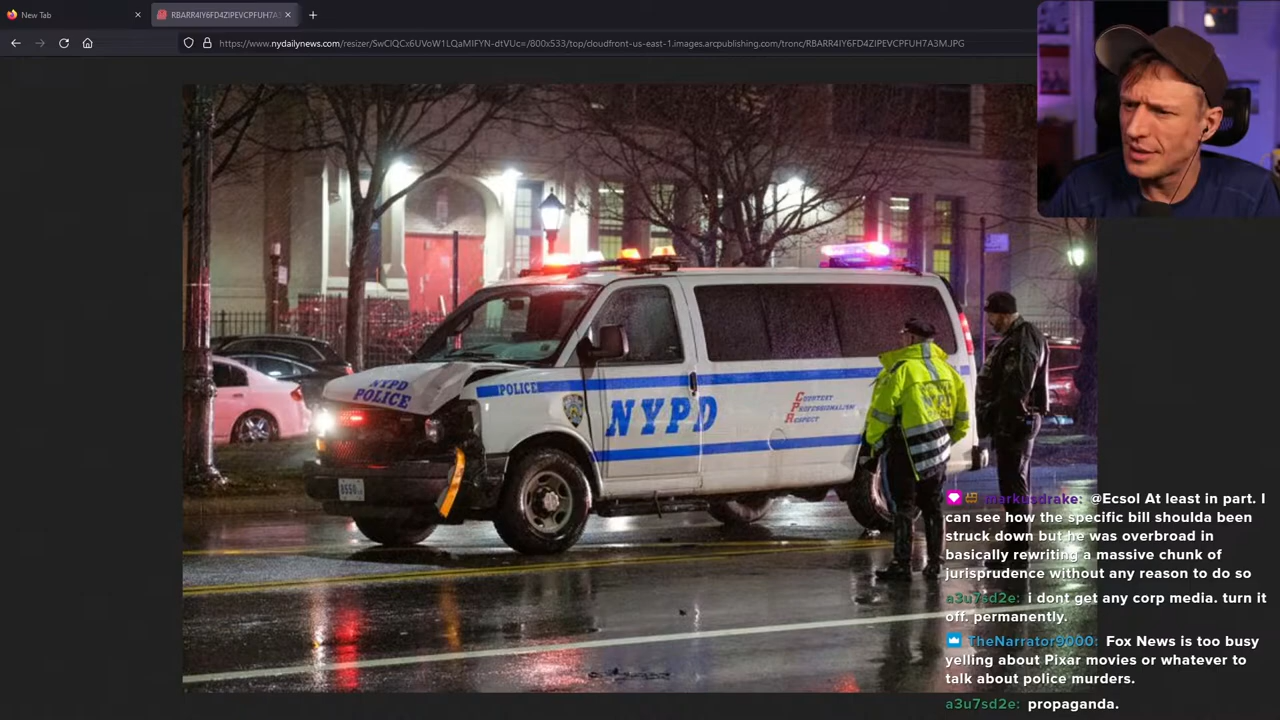 New Tab
RBARR4IY6FD4ZIPEVCPFUH7A3
https://www.nydailynews.com/resizer/SwCiQCx6UVoW1LQaMIFYN-dtVUc=/800x533/top/cloudfront-us-east-1.images.arcpublishing.com/tronc/RBARR4IY6FD4ZIPEVCPFUH7A3M.JPG
NYPD
POLICE
POLICE
NYPD
COURTESY
PROFESSIONALISM
RESPECT
markusdrake: @Ecsol At least in part. I
can see how the specific bill shoulda been
struck down but he was overbroad in
basically rewriting a massive chunk of
jurisprudence without any reason to do so
a3u7sd2e: i dont get any corp media. turn it
off. permanently.
TheNarrator9000: Fox News is too busy
yelling about Pixar movies or whatever to
talk about police murders.
a3u7sd2e: propaganda.